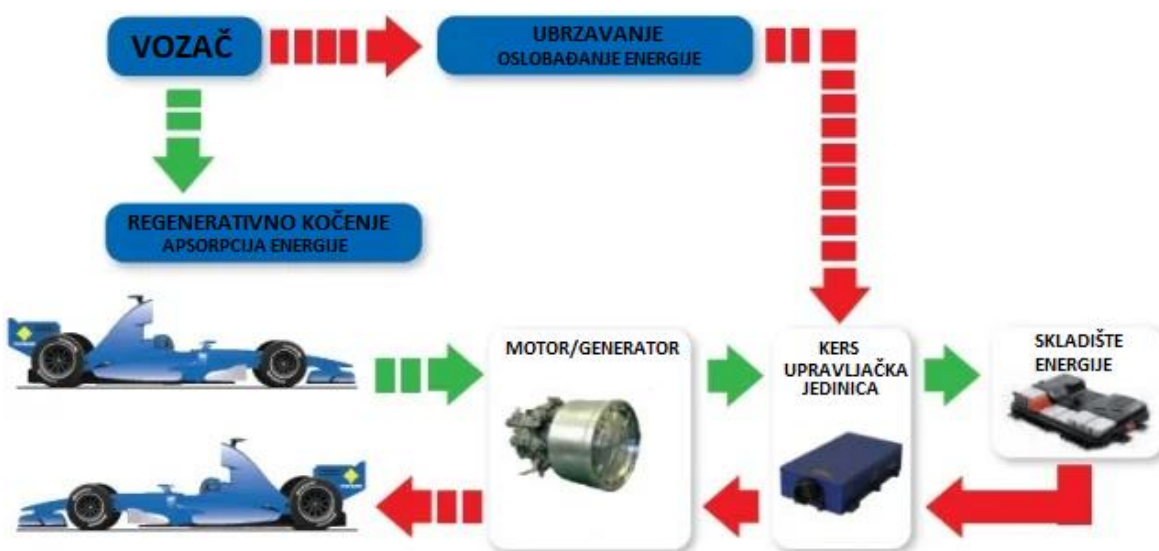 VOZAČ
UBRZAVANJE
OSLOBAĐANJE ENERGIJE
REGENERATIVNO KOČENJE
APSORPCIJA ENERGIJE
MOTOR/GENERATOR
KERS
UPRAVLJAČKA
JEDINICA
SKLADIŠTE
ENERGIJE